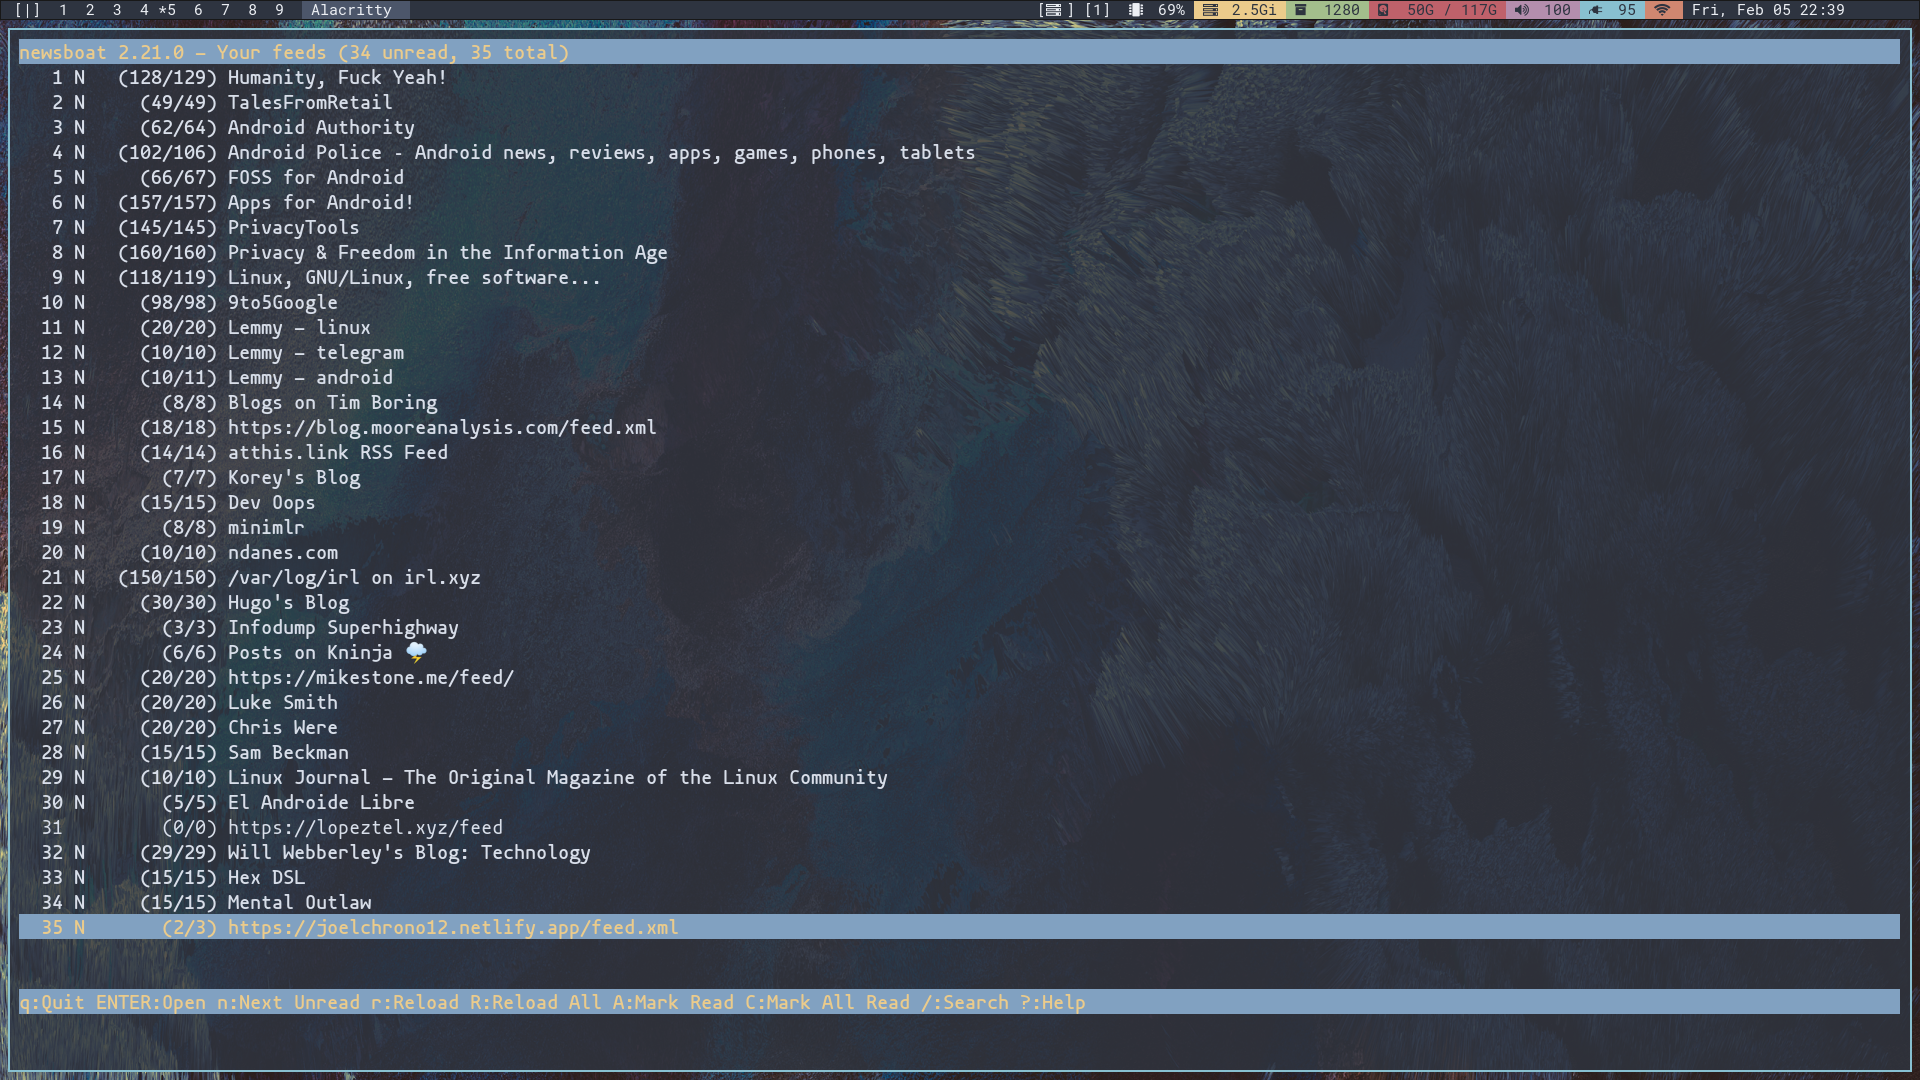 [|] 1 2 3 4 *5 6 7 8 9 Alacritty [ ] [1] 69% 2.5Gi 1280 50G / 117G 100 95 Fri, Feb 05 22:39
newsboat 2.21.0 – Your feeds (34 unread, 35 total)
1 N (128/129) Humanity, Fuck Yeah!
2 N (49/49) TalesFromRetail
3 N (62/64) Android Authority
4 N (102/106) Android Police - Android news, reviews, apps, games, phones, tablets
5 N (66/67) FOSS for Android
6 N (157/157) Apps for Android!
7 N (145/145) PrivacyTools
8 N (160/160) Privacy & Freedom in the Information Age
9 N (118/119) Linux, GNU/Linux, free software...
10 N (98/98) 9to5Google
11 N (20/20) Lemmy – linux
12 N (10/10) Lemmy – telegram
13 N (10/11) Lemmy – android
14 N (8/8) Blogs on Tim Boring
15 N (18/18) https://blog.mooreanalysis.com/feed.xml
16 N (14/14) atthis.link RSS Feed
17 N (7/7) Korey's Blog
18 N (15/15) Dev Oops
19 N (8/8) minimlr
20 N (10/10) ndanes.com
21 N (150/150) /var/log/irl on irl.xyz
22 N (30/30) Hugo's Blog
23 N (3/3) Infodump Superhighway
24 N (6/6) Posts on Kninja 🌩️
25 N (20/20) https://mikestone.me/feed/
26 N (20/20) Luke Smith
27 N (20/20) Chris Were
28 N (15/15) Sam Beckman
29 N (10/10) Linux Journal – The Original Magazine of the Linux Community
30 N (5/5) El Androide Libre
31 (0/0) https://lopeztel.xyz/feed
32 N (29/29) Will Webberley's Blog: Technology
33 N (15/15) Hex DSL
34 N (15/15) Mental Outlaw
35 N (2/3) https://joelchrono12.netlify.app/feed.xml
q:Quit ENTER:Open n:Next Unread r:Reload R:Reload All A:Mark Read C:Mark All Read /:Search ?:Help